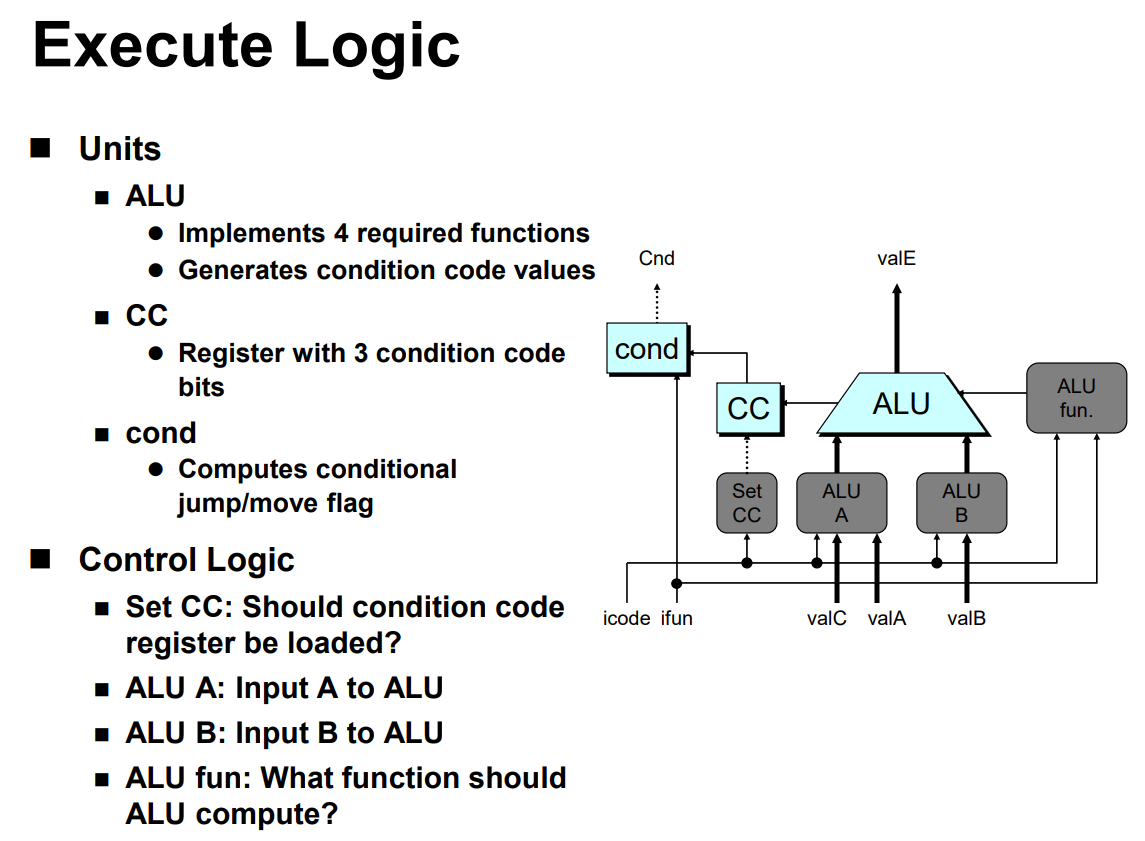 Execute Logic
Units
ALU
Implements 4 required functions
Generates condition code values
CC
Register with 3 condition code
bits
cond
Computes conditional
jump/move flag
Control Logic
Set CC: Should condition code
register be loaded?
ALU A: Input A to ALU
ALU B: Input B to ALU
ALU fun: What function should
ALU compute?
Cnd
valE
cond
CC
ALU
ALU
fun.
Set
CC
ALU
A
ALU
B
icode
ifun
valC
valA
valB